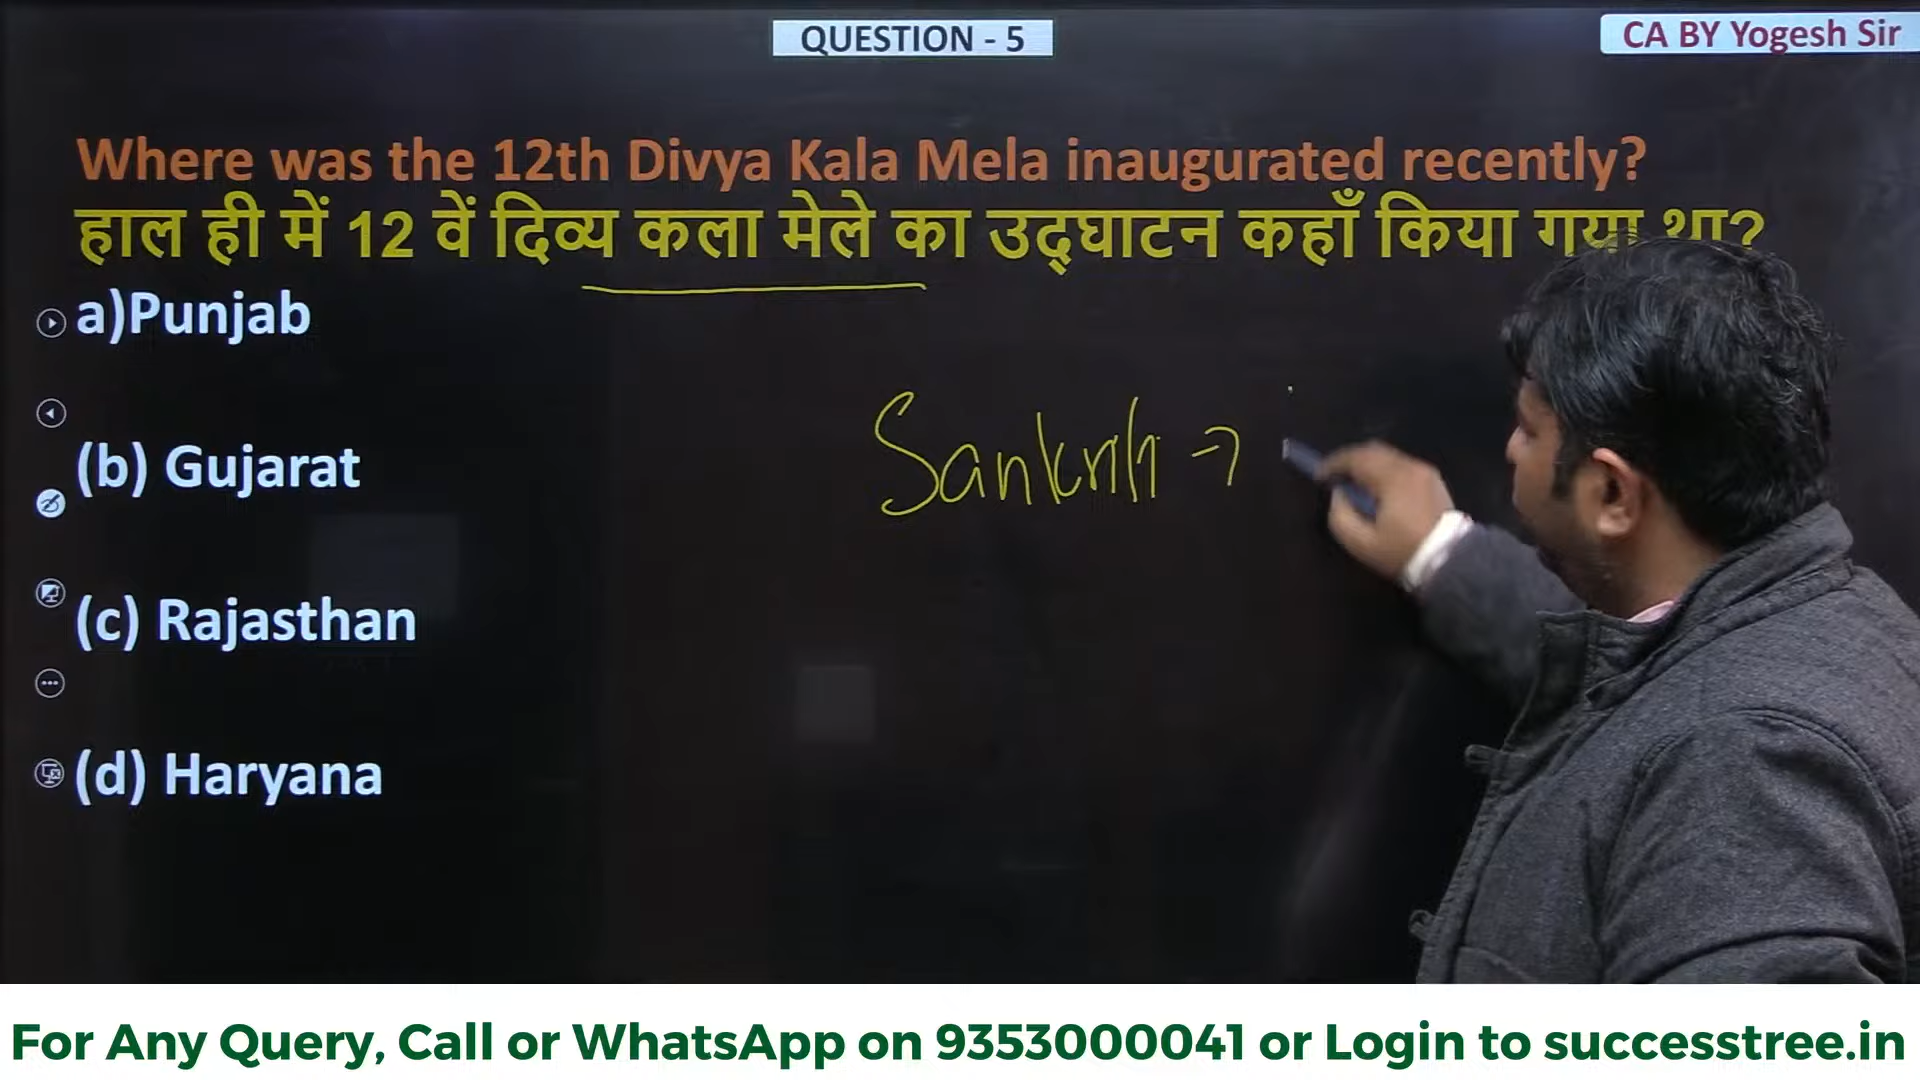 QUESTION - 5
CA BY Yogesh Sir
Where was the 12th Divya Kala Mela inaugurated recently?
हाल ही में 12 वें दिव्य कला मेले का उद्घाटन कहाँ किया गया था?
a)Punjab
(b) Gujarat
(c) Rajasthan
(d) Haryana
For Any Query, Call or WhatsApp on 9353000041 or Login to successtree.in